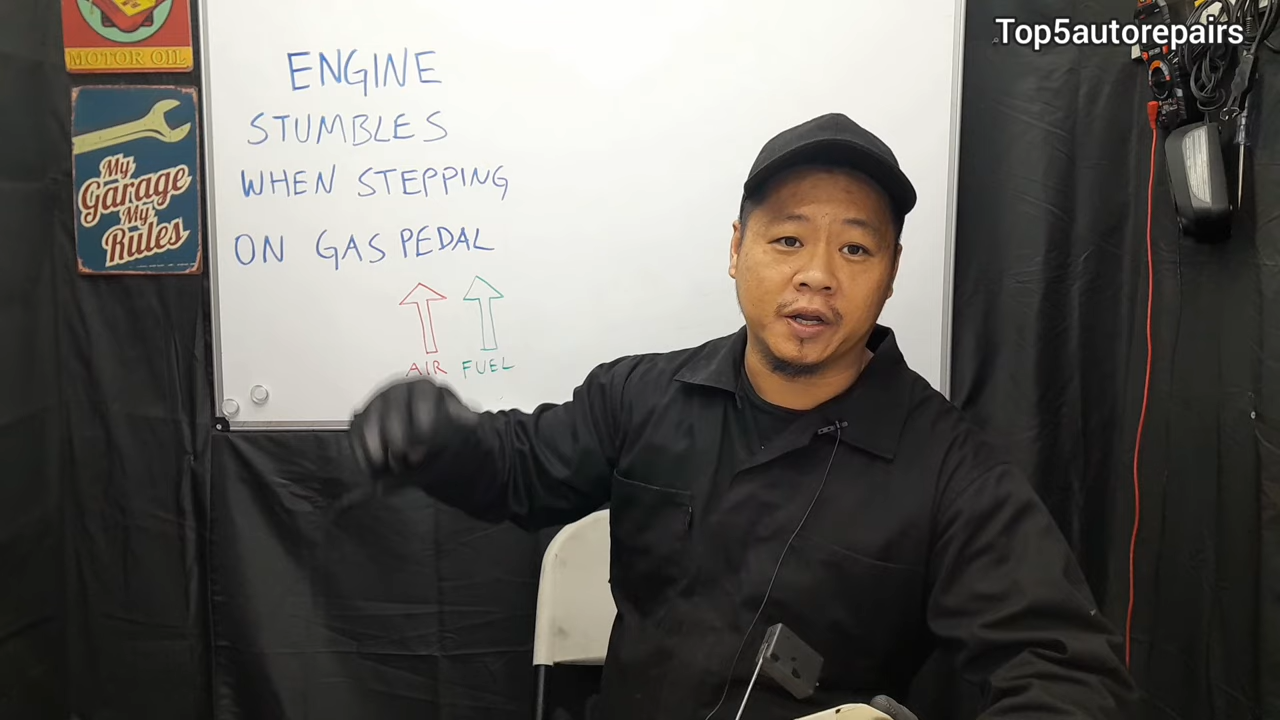 Top5autorepairs
MOTOR OIL
My
Garage
My
Rules
ENGINE
STUMBLES
WHEN STEPPING
ON GAS PEDAL
AIR FUEL